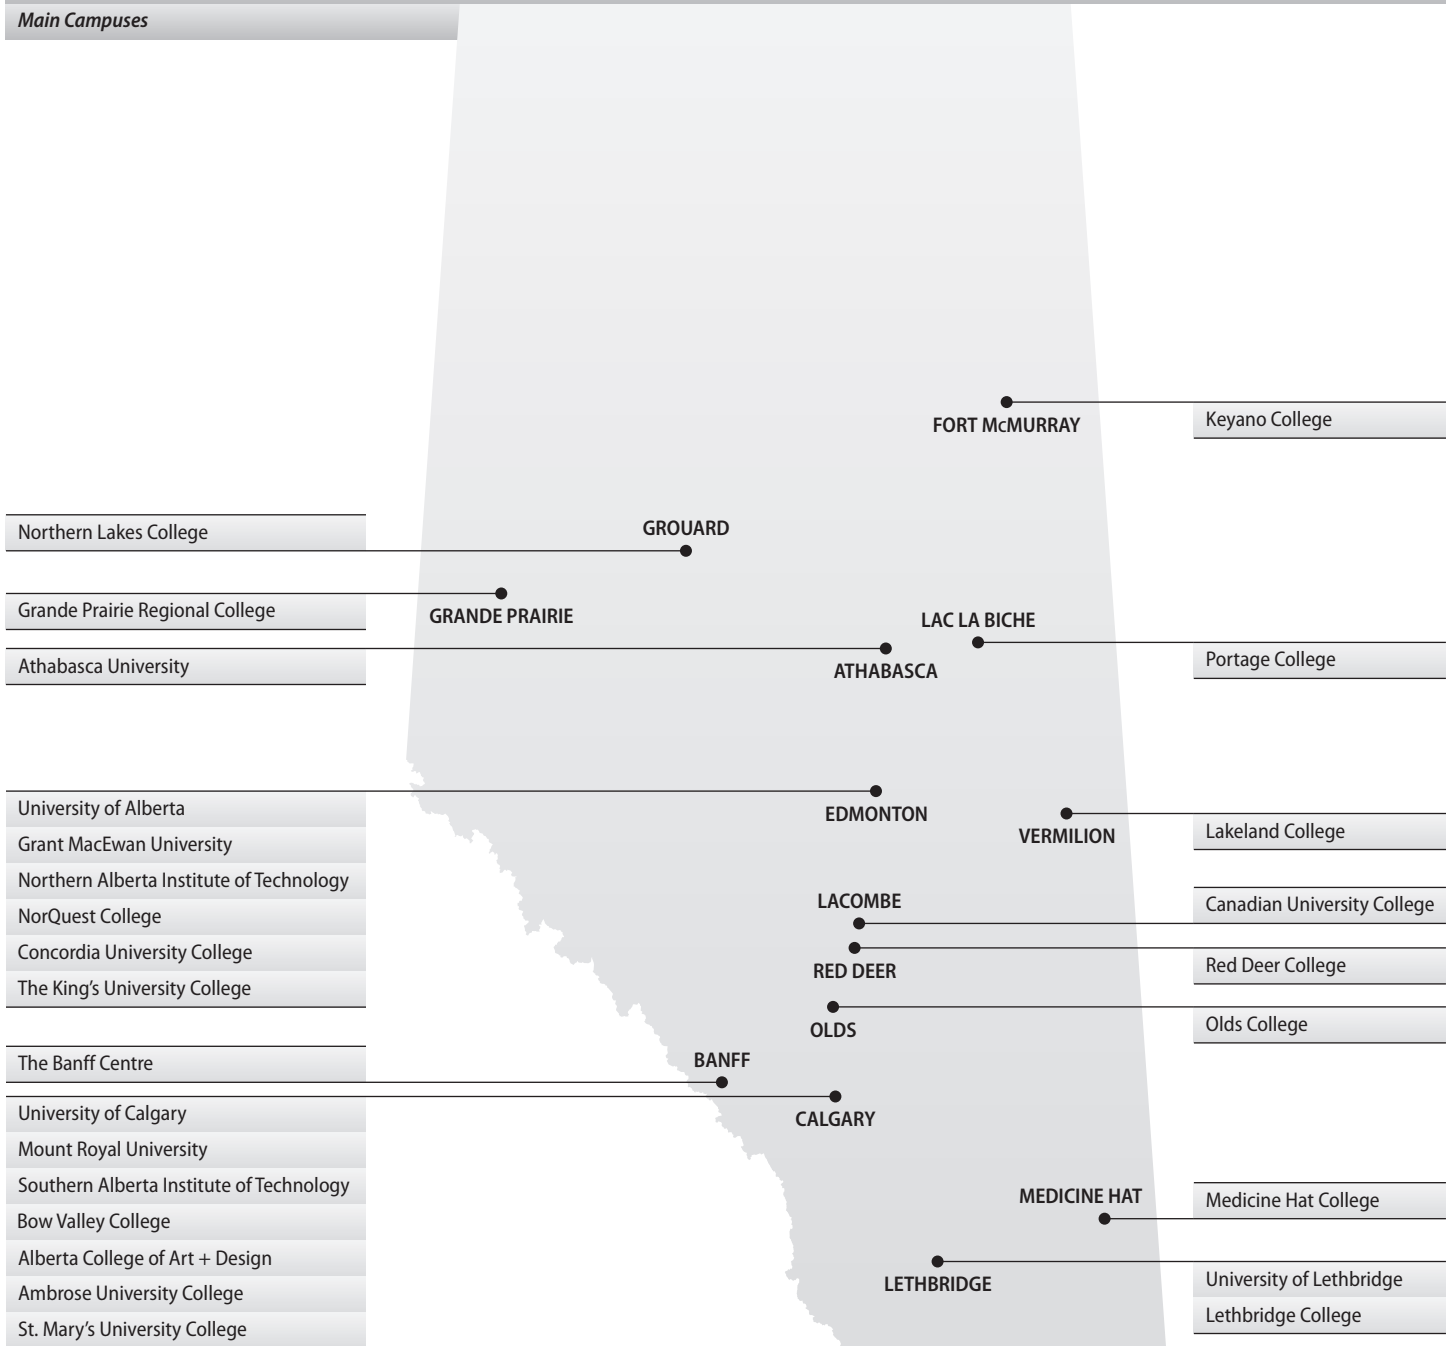 Main Campuses
FORT McMURRAY
Keyano College
Northern Lakes College
GROUARD
Grande Prairie Regional College
GRANDE PRAIRIE
LAC LA BICHE
Athabasca University
ATHABASCA
Portage College
University of Alberta
EDMONTON
VERMILION
Lakeland College
Grant MacEwan University
Northern Alberta Institute of Technology
NorQuest College
Concordia University College
The King's University College
LACOMBE
Canadian University College
RED DEER
Red Deer College
OLDS
Olds College
The Banff Centre
BANFF
CALGARY
University of Calgary
Mount Royal University
Southern Alberta Institute of Technology
Bow Valley College
Alberta College of Art + Design
Ambrose University College
St. Mary's University College
MEDICINE HAT
Medicine Hat College
LETHBRIDGE
University of Lethbridge
Lethbridge College